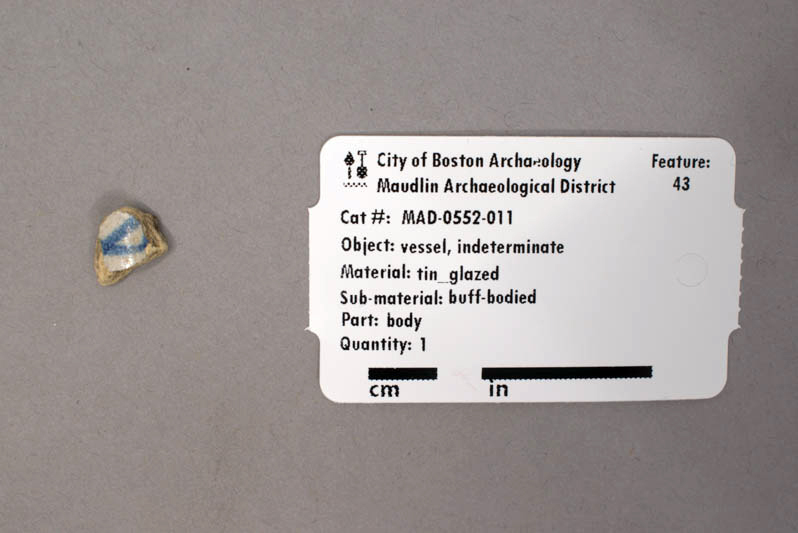 City of Boston Archaeology
Maudlin Archaeological District
Feature:
43
Cat #: MAD-0552-011
Object: vessel, indeterminate
Material: tin_glazed
Sub-material: buff-bodied
Part: body
Quantity: 1
cm
in